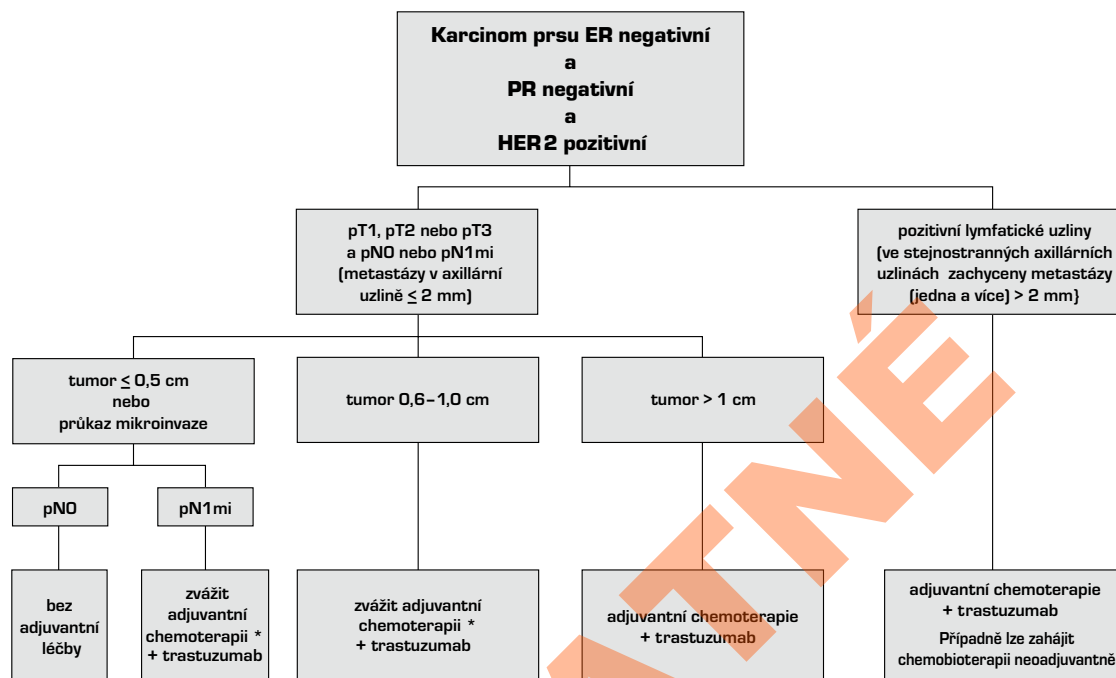 Karcinom prsu ER negativní
a
PR negativní
a
HER2 pozitivní
pT1, pT2 nebo pT3
a pN0 nebo pN1mi
(metastázy v axillární
uzlině ≤ 2 mm)
pozitivní lymfatické uzliny
(ve stejnostranných axillárních
uzlinách zachyceny metastázy
(jedna a více) > 2 mm}
tumor ≤ 0,5 cm
nebo
průkaz mikroinvaze
tumor 0,6–1,0 cm
tumor > 1 cm
pN0
pN1mi
bez
adjuvantní
léčby
zvážit
adjuvantní
chemoterapii *
+ trastuzumab
zvážit adjuvantní
chemoterapii *
+ trastuzumab
adjuvantní chemoterapie
+ trastuzumab
adjuvantní chemoterapie
+ trastuzumab
Případně lze zahájit
chemobioterapii neoadjuvantně
TNÉ